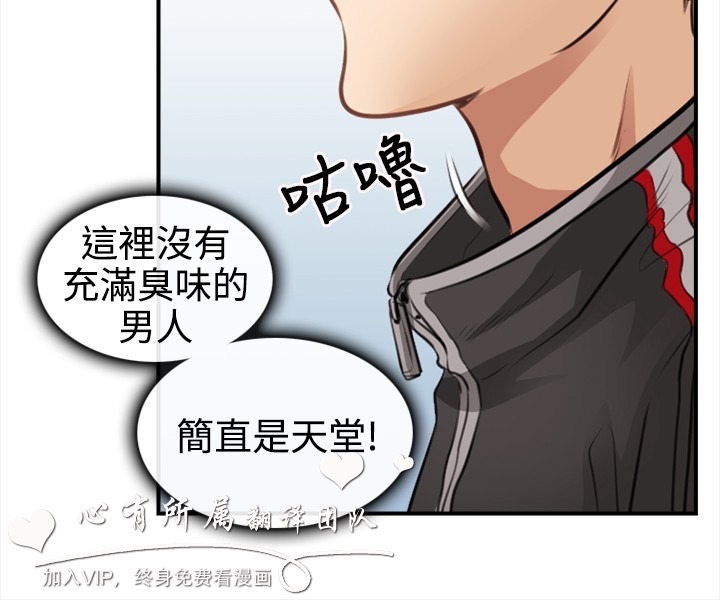 咕嚕
這裡沒有
充滿臭味的
男人
簡直是天堂!
心有所属翻译团队
加入VIP，终身免费看漫画